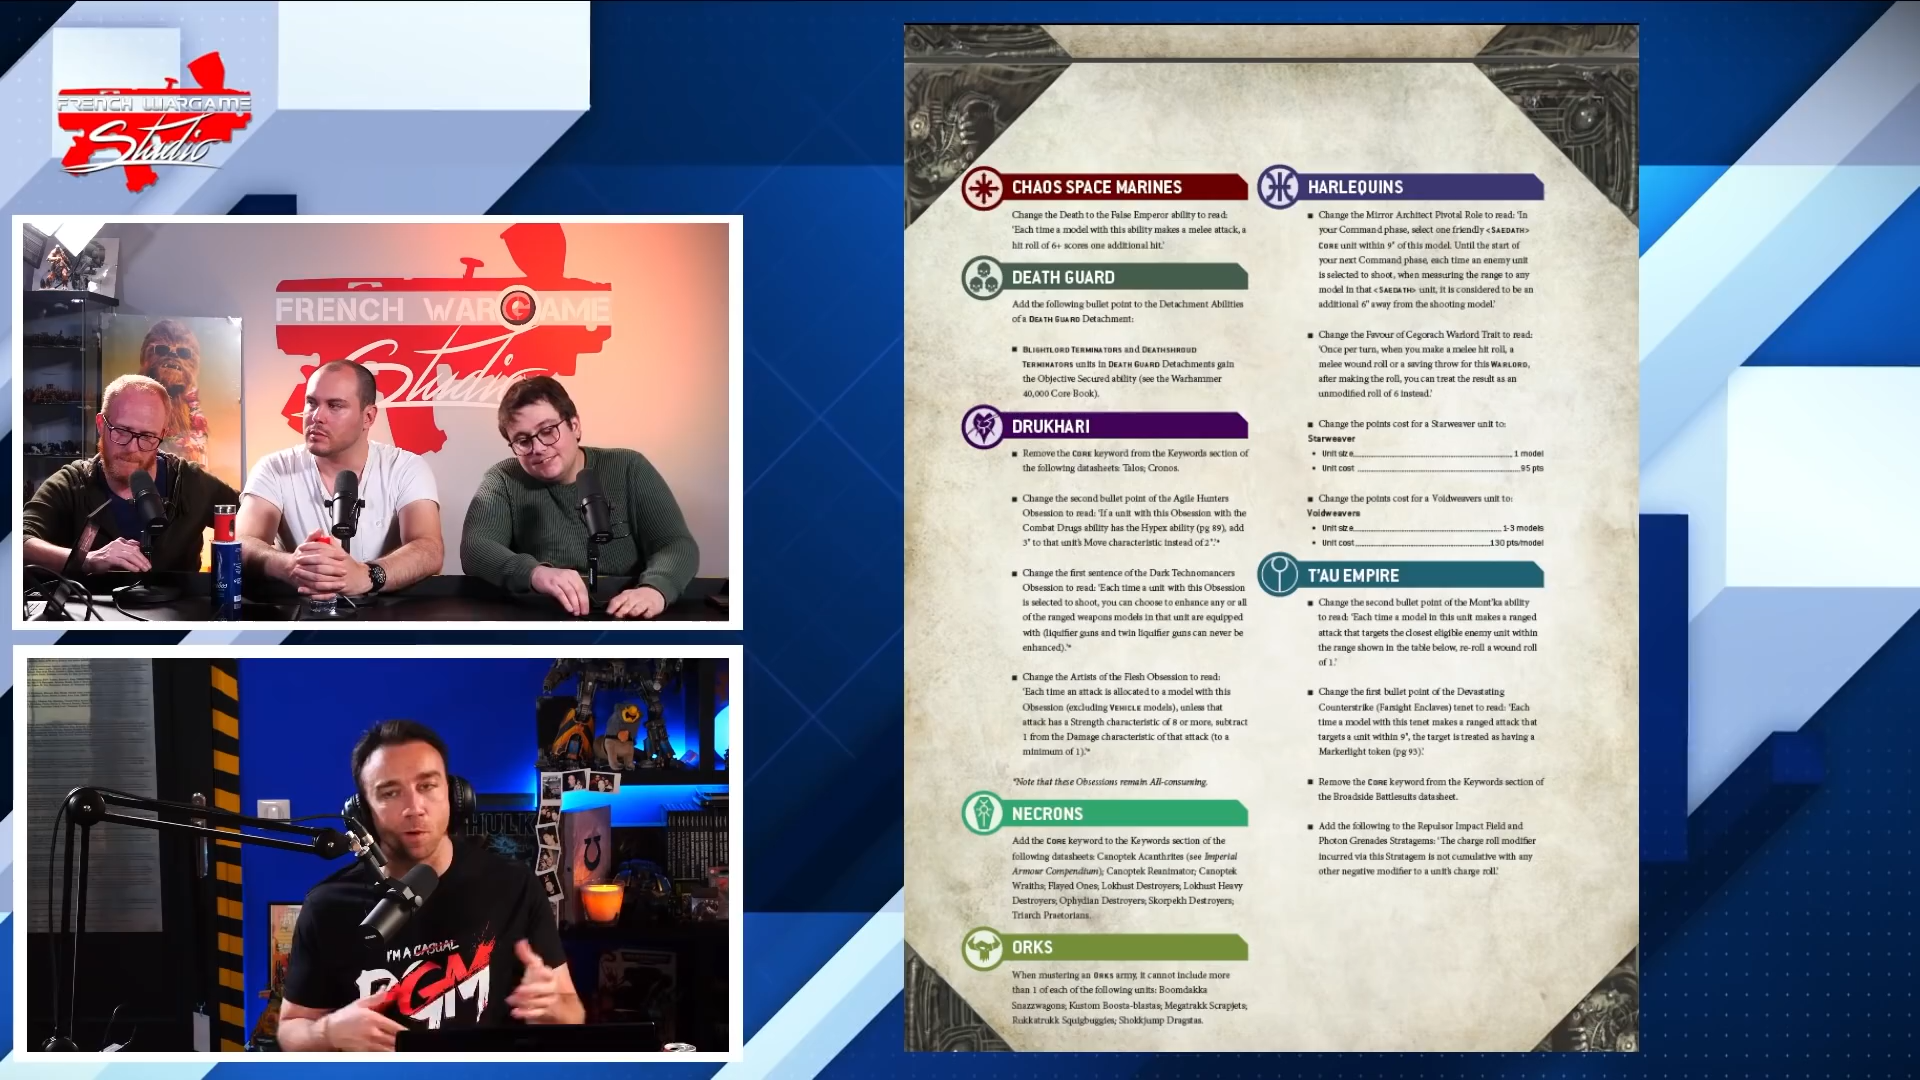 FRENCH WARGAME
Studio
FRENCH WARGAME
Studio
HULK
I'M A CASUAL
PGM
CHAOS SPACE MARINES
Change the Death to the False Emperor ability to read:
'Each time a model with this ability makes a melee attack, a
hit roll of 6+ scores one additional hit.'
DEATH GUARD
Add the following bullet point to the Detachment Abilities
of a DEATH GUARD Detachment:
▪ BLIGHTLORD TERMINATORS and DEATHSHROUD
TERMINATORS units in DEATH GUARD Detachments gain
the Objective Secured ability (see the Warhammer
40,000 Core Book).
DRUKHARI
▪ Remove the CORE keyword from the Keywords section of
the following datasheets: Talos; Cronos.
▪ Change the second bullet point of the Agile Hunters
Obsession to read: 'If a unit with this Obsession with the
Combat Drugs ability has the Hypex ability (pg 89), add
3" to that unit's Move characteristic instead of 2".'*
▪ Change the first sentence of the Dark Technomancers
Obsession to read: 'Each time a unit with this Obsession
is selected to shoot, you can choose to enhance any or all
of the ranged weapons models in that unit are equipped
with (liquifier guns and twin liquifier guns can never be
enhanced).'*
▪ Change the Artists of the Flesh Obsession to read:
'Each time an attack is allocated to a model with this
Obsession (excluding VEHICLE models), unless that
attack has a Strength characteristic of 8 or more, subtract
1 from the Damage characteristic of that attack (to a
minimum of 1).'*
*Note that these Obsessions remain All-consuming.
NECRONS
Add the CORE keyword to the Keywords section of the
following datasheets: Canoptek Acanthrites (see Imperial
Armour Compendium); Canoptek Reanimator; Canoptek
Wraiths; Flayed Ones; Lokhust Destroyers; Lokhust Heavy
Destroyers; Ophydian Destroyers; Skorpekh Destroyers;
Triarch Praetorians.
ORKS
When mustering an ORKS army, it cannot include more
than 1 of each of the following units: Boomdakka
Snazzwagons; Kustom Boosta-blastas; Megatrakk Scrapjets;
Rukkatrukk Squigbuggies; Shokkjump Dragstas.
HARLEQUINS
▪ Change the Mirror Architect Pivotal Role to read: 'In
your Command phase, select one friendly <SAEDATH>
CORE unit within 9" of this model. Until the start of
your next Command phase, each time an enemy unit
is selected to shoot, when measuring the range to any
model in that <SAEDATH> unit, it is considered to be an
additional 6" away from the shooting model.'
▪ Change the Favour of Cegorach Warlord Trait to read:
'Once per turn, when you make a melee hit roll, a
melee wound roll or a saving throw for this WARLORD,
after making the roll, you can treat the result as an
unmodified roll of 6 instead.'
▪ Change the points cost for a Starweaver unit to:
Starweaver
• Unit size 1 model
• Unit cost 95 pts
▪ Change the points cost for a Voidweavers unit to:
Voidweavers
• Unit size 1-3 models
• Unit cost 130 pts/model
T'AU EMPIRE
▪ Change the second bullet point of the Mont'ka ability
to read: 'Each time a model in this unit makes a ranged
attack that targets the closest eligible enemy unit within
the range shown in the table below, re-roll a wound roll
of 1.'
▪ Change the first bullet point of the Devastating
Counterstrike (Farsight Enclaves) tenet to read: 'Each
time a model with this tenet makes a ranged attack that
targets a unit within 9", the target is treated as having a
Markerlight token (pg 93).'
▪ Remove the CORE keyword from the Keywords section of
the Broadside Battlesuits datasheet.
▪ Add the following to the Repulsor Impact Field and
Photon Grenades Stratagems: 'The charge roll modifier
incurred via this Stratagem is not cumulative with any
other negative modifier to a unit's charge roll.'